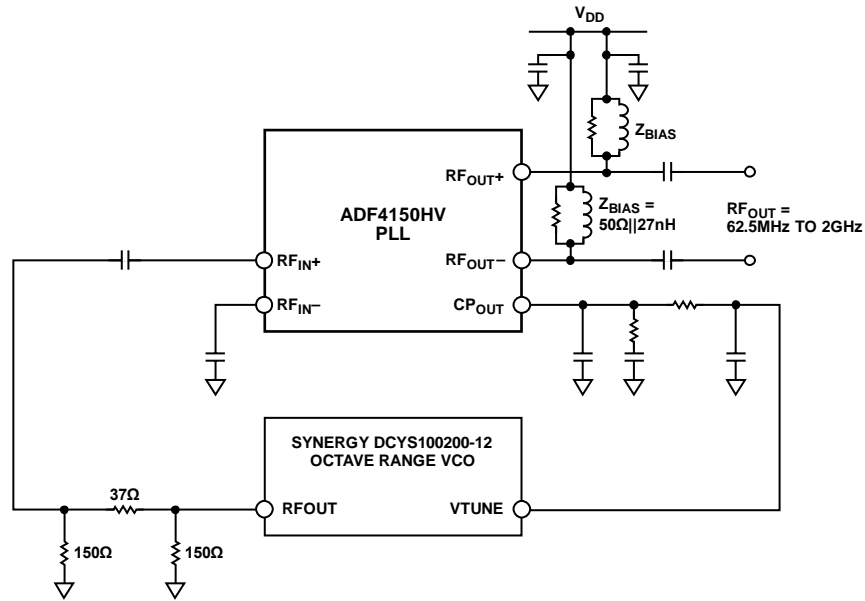 V_DD
Z_BIAS
RF_OUT+
ADF4150HV
PLL
Z_BIAS =
50Ω||27nH
RF_OUT =
62.5MHz TO 2GHz
RF_IN+
RF_OUT–
RF_IN–
CP_OUT
SYNERGY DCYS100200-12
OCTAVE RANGE VCO
37Ω
RFOUT
VTUNE
150Ω
150Ω